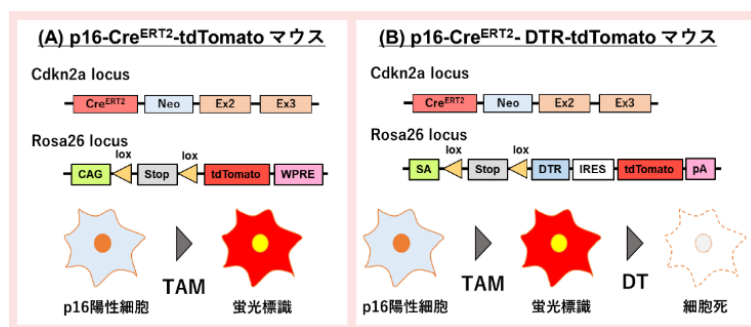 (A) p16-CreERT2-tdTomato マウス
Cdkn2a locus
CreERT2 Neo Ex2 Ex3
Rosa26 locus
lox lox
CAG Stop tdTomato WPRE
TAM
p16陽性細胞 蛍光標識
(B) p16-CreERT2- DTR-tdTomato マウス
Cdkn2a locus
CreERT2 Neo Ex2 Ex3
Rosa26 locus
lox lox
SA Stop DTR IRES tdTomato pA
TAM DT
p16陽性細胞 蛍光標識 細胞死